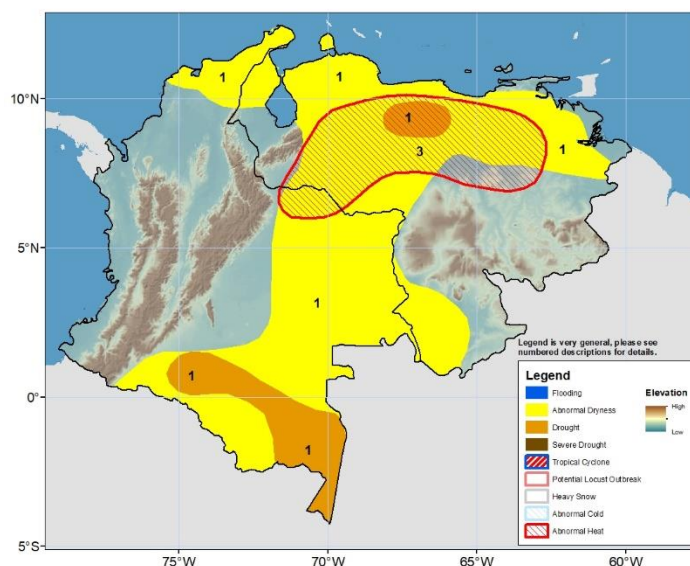 1
1
1
10°N
3
1
5°N
1
Legend is very general, please see
numbered descriptions for details.
Legend
Flooding
Abnormal Dryness
Drought
Severe Drought
Tropical Cyclone
Potential Locust Outbreak
Heavy Snow
Abnormal Cold
Abnormal Heat
Elevation
High
Low
1
0°
1
5°S
75°W
70°W
65°W
60°W